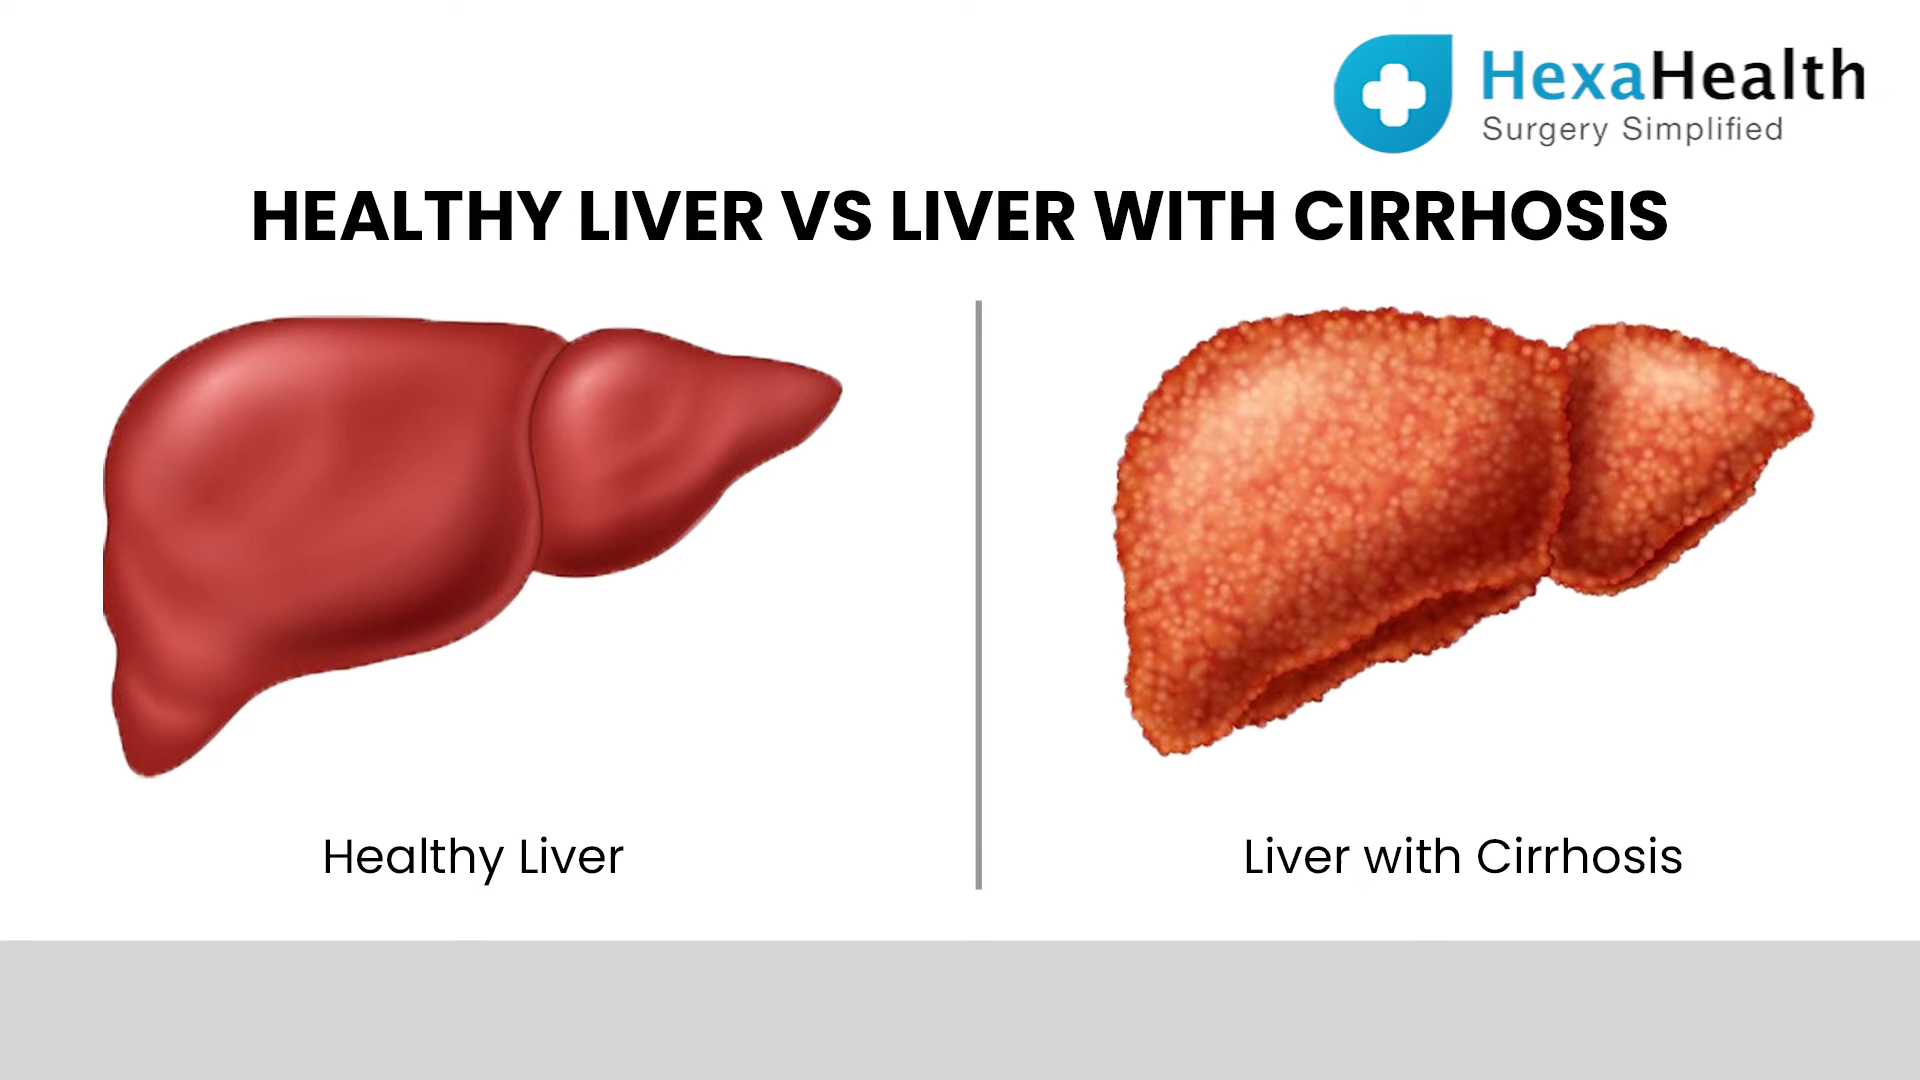 HexaHealth
Surgery Simplified
HEALTHY LIVER VS LIVER WITH CIRRHOSIS
Healthy Liver
Liver with Cirrhosis